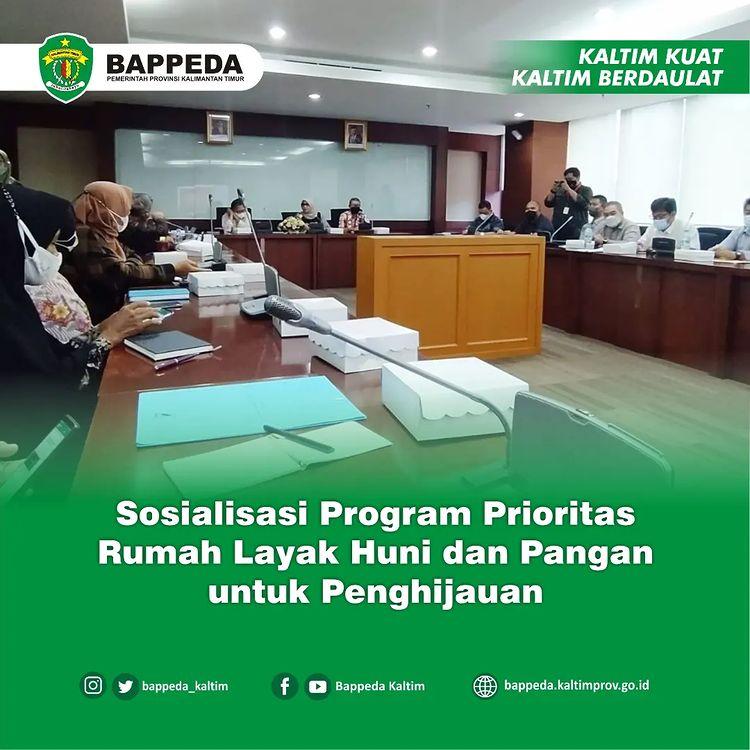 BAPPEDA
PEMERINTAH PROVINSI KALIMANTAN TIMUR
KALTIM KUAT
KALTIM BERDAULAT
Sosialisasi Program Prioritas
Rumah Layak Huni dan Pangan
untuk Penghijauan
bappeda_kaltim
Bappeda Kaltim
bappeda.kaltimprov.go.id